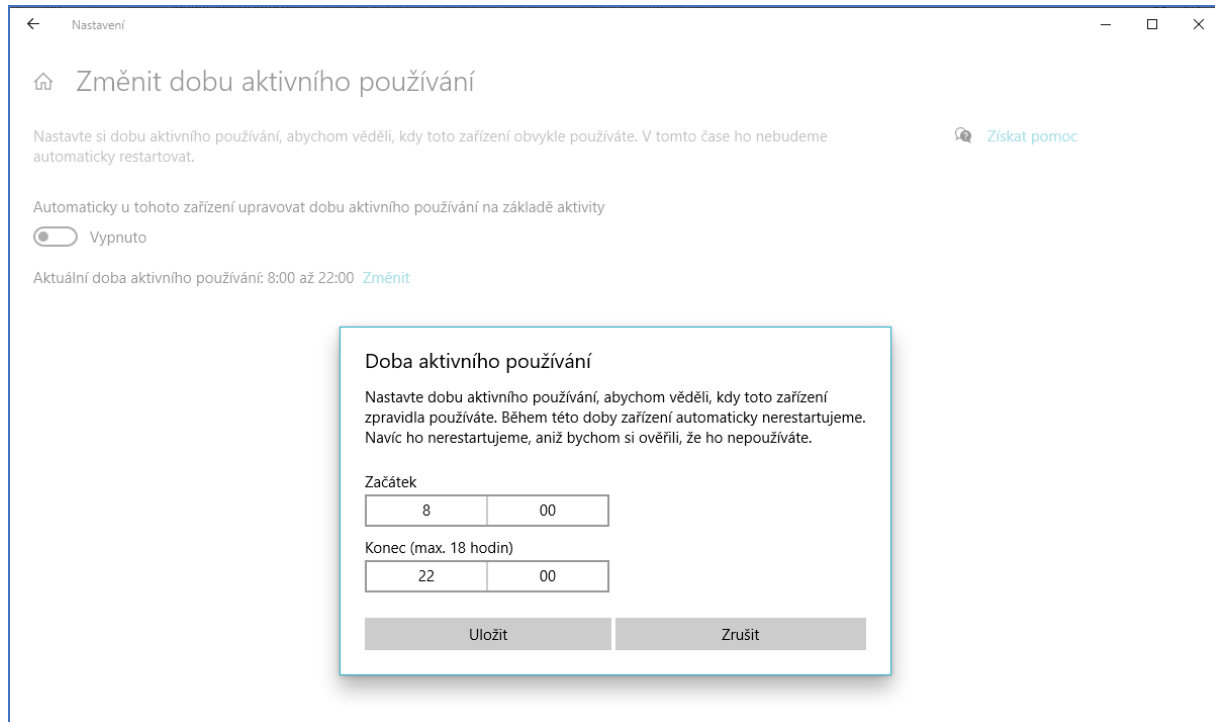 Nastavení
Změnit dobu aktivního používání
Nastavte si dobu aktivního používání, abychom věděli, kdy toto zařízení obvykle používáte. V tomto čase ho nebudeme
automaticky restartovat.
Získat pomoc
Automaticky u tohoto zařízení upravovat dobu aktivního používání na základě aktivity
Vypnuto
Aktuální doba aktivního používání: 8:00 až 22:00 Změnit
Doba aktivního používání
Nastavte dobu aktivního používání, abychom věděli, kdy toto zařízení
zpravidla používáte. Během této doby zařízení automaticky nerestartujeme.
Navíc ho nerestartujeme, aniž bychom si ověřili, že ho nepoužíváte.
Začátek
8 00
Konec (max. 18 hodin)
22 00
Uložit Zrušit